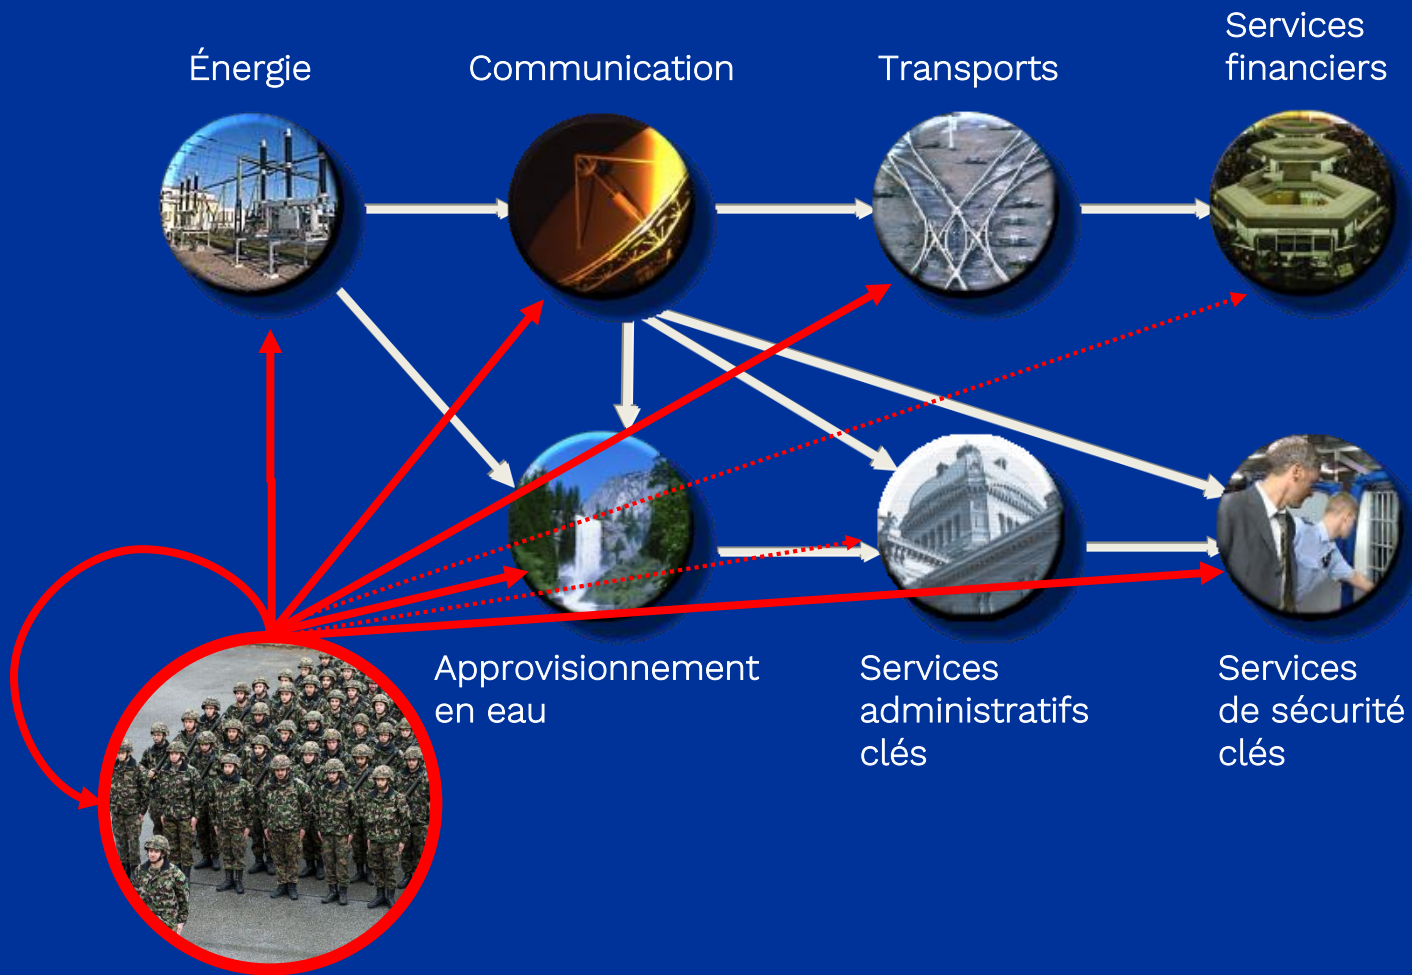 Énergie
Communication
Transports
Services
financiers
Approvisionnement
en eau
Services
administratifs
clés
Services
de sécurité
clés